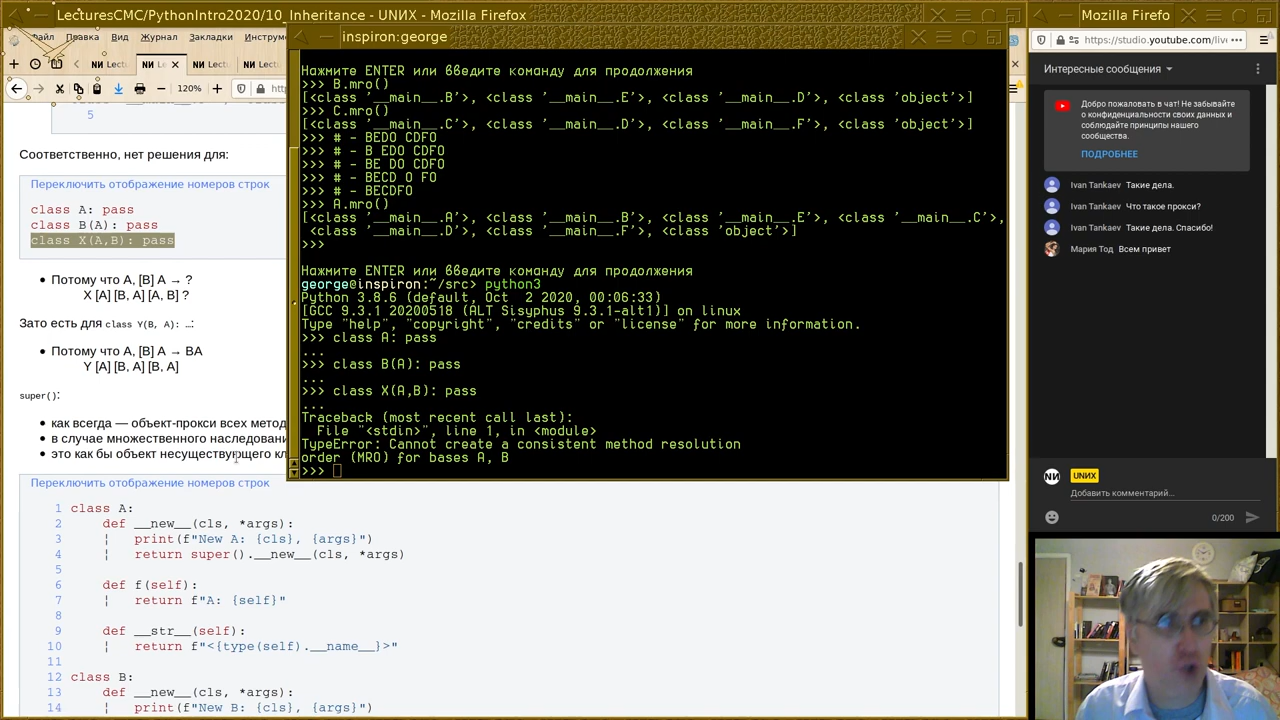 LecturesCMC/PythonIntro2020/10_Inheritance - UNИX - Mozilla Firefox
Mozilla Firefo
Файл Правка Вид Журнал Закладки Инструме
inspiron:george
NИ Lect
NИ Le
NИ Lect
NИ Lect
120%
https://studio.youtube.com/live
5
Соответственно, нет решения для:
Переключить отображение номеров строк
class A: pass
class B(A): pass
class X(A,B): pass
Потому что A, [B] A → ?
X [A] [B, A] [A, B] ?
Зато есть для class Y(B, A): …:
Потому что A, [B] A → BA
Y [A] [B, A] [B, A]
super():
как всегда — объект-прокси всех метод
в случае множественного наследовани
это как бы объект несуществующего кл
Переключить отображение номеров строк
1 class A:
2 def __new__(cls, *args):
3 print(f"New A: {cls}, {args}")
4 return super().__new__(cls, *args)
5
6 def f(self):
7 return f"A: {self}"
8
9 def __str__(self):
10 return f"<{type(self).__name__}>"
11
12 class B:
13 def __new__(cls, *args):
14 print(f"New B: {cls}, {args}")
Нажмите ENTER или введите команду для продолжения
>>> B.mro()
[<class '__main__.B'>, <class '__main__.E'>, <class '__main__.D'>, <class 'object'>]
>>> C.mro()
[<class '__main__.C'>, <class '__main__.D'>, <class '__main__.F'>, <class 'object'>]
>>> # - BEDO CDFO
>>> # - B EDO CDFO
>>> # - BE DO CDFO
>>> # - BECD O FO
>>> # - BECDFO
>>> A.mro()
[<class '__main__.A'>, <class '__main__.B'>, <class '__main__.E'>, <class '__main__.C'>,
<class '__main__.D'>, <class '__main__.F'>, <class 'object'>]
>>>
Нажмите ENTER или введите команду для продолжения
george@inspiron:~/src> python3
Python 3.8.6 (default, Oct  2 2020, 00:06:33)
[GCC 9.3.1 20200518 (ALT Sisyphus 9.3.1-alt1)] on linux
Type "help", "copyright", "credits" or "license" for more information.
>>> class A: pass
...
>>> class B(A): pass
...
>>> class X(A,B): pass
...
Traceback (most recent call last):
File "<stdin>", line 1, in <module>
TypeError: Cannot create a consistent method resolution
order (MRO) for bases A, B
>>>
Интересные сообщения
Добро пожаловать в чат! Не забывайте
о конфиденциальности своих данных и
соблюдайте принципы нашего
сообщества.
ПОДРОБНЕЕ
Ivan Tankaev Такие дела.
Ivan Tankaev Что такое прокси?
Ivan Tankaev Такие дела. Спасибо!
Мария Тод Всем привет
NИ UNИX
Добавить комментарий...
0/200